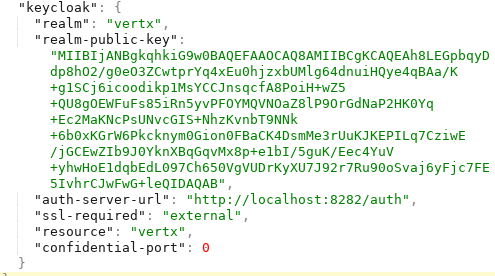 "keycloak": {
"realm": "vertx",
"realm-public-key":
"MIIBIjANBgkqhkiG9w0BAQEFAAOCAQ8AMIIBCgKCAQEAh8LEGpbqyD
dp8hO2/g0eO3ZCwtprYq4xEu0hjzxbUMlg64dnuiHQye4qBAa/K
+g1SCj6icoodikp1MsYCCJnsqcfA8PoiH+wZ5
+QU8gOEWFuFs85iRn5yvPFOYMQVNOaZ8lP9OrGdNaP2HK0Yq
+Ec2MaKNcPsUNvcGIS+NhzKvnbT9NNk
+6b0xKGrW6Pkcknym0Gion0FBaCK4DsmMe3rUuKJKEPILq7CziwE
/jGCEwZIb9J0YknXBqGqvMx8p+e1bI/5guK/Eec4YuV
+yhwHoE1dqbEdL097Ch650VgVUDrKyXU7J92r7Ru90oSvaj6yFjc7FE
5IvhrCJwFwG+leQIDAQAB",
"auth-server-url": "http://localhost:8282/auth",
"ssl-required": "external",
"resource": "vertx",
"confidential-port": 0
}
}